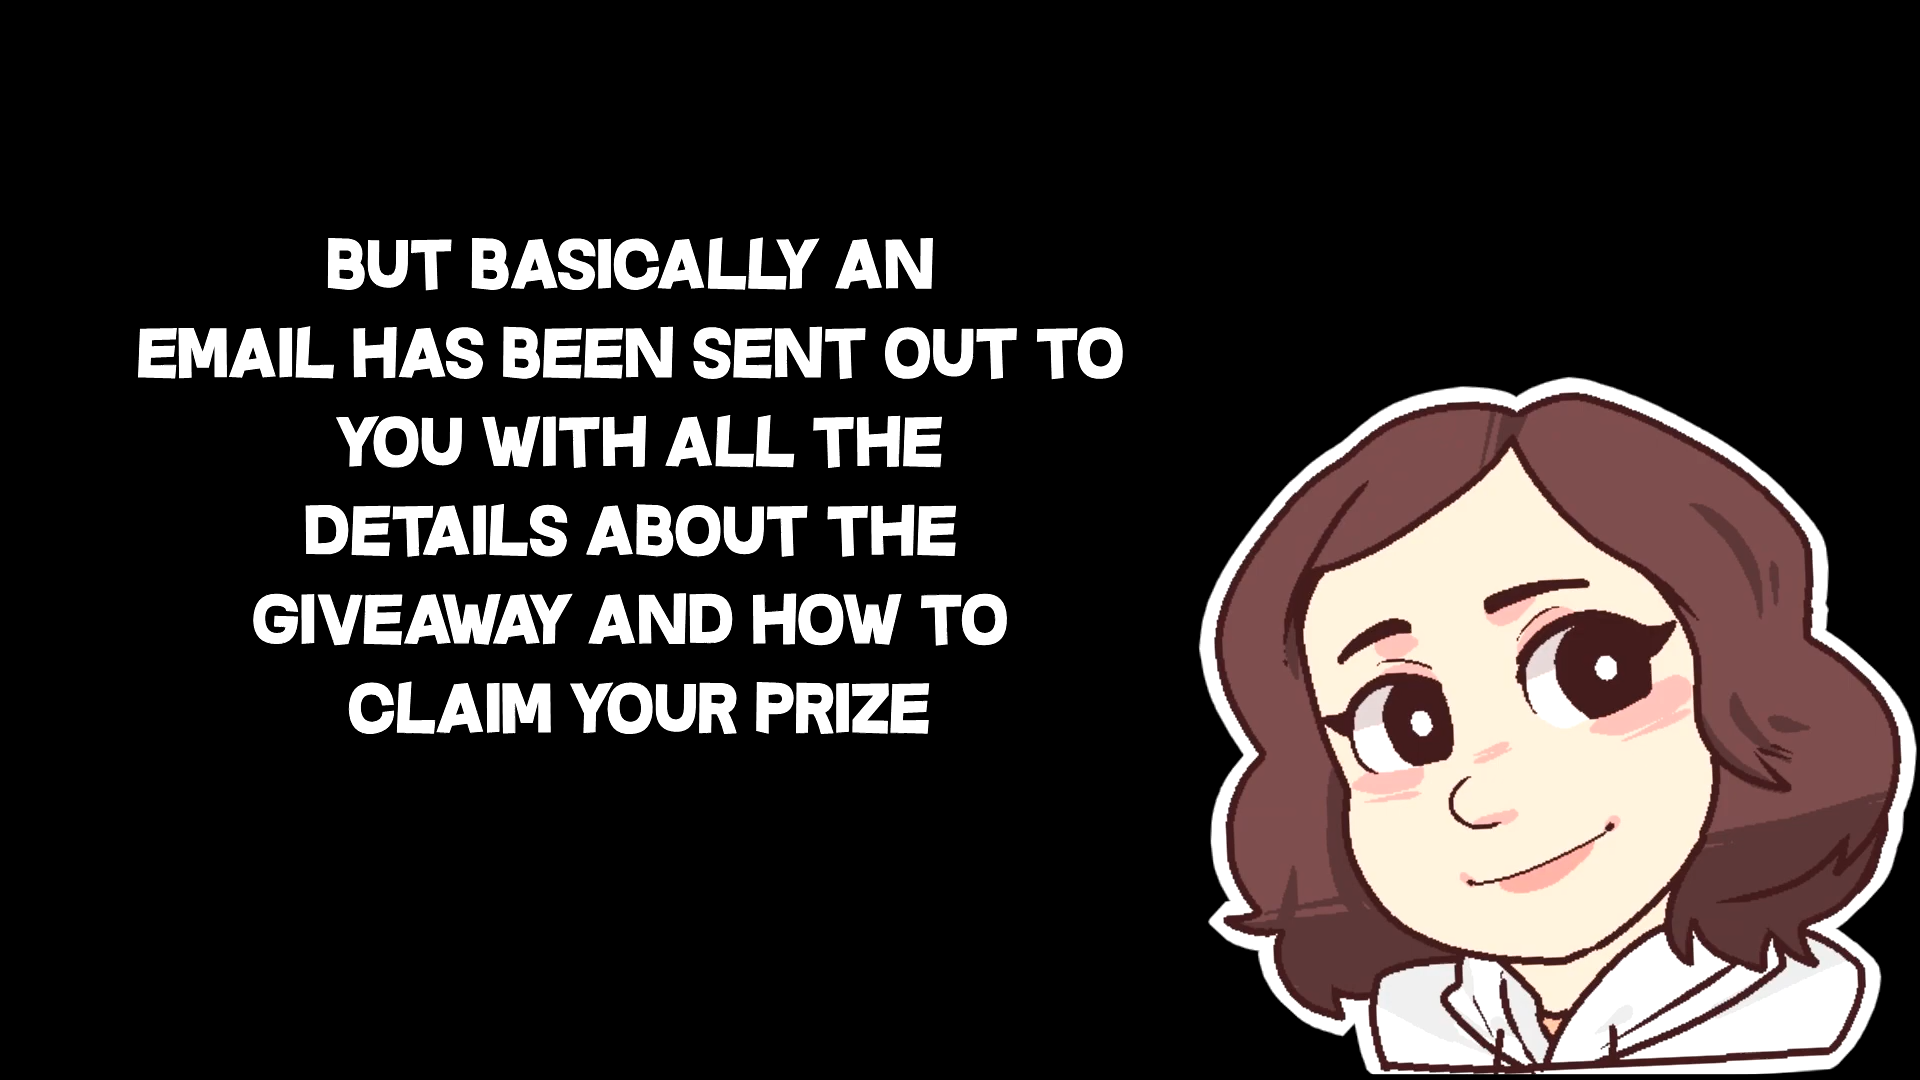 BUT BASICALLY AN
EMAIL HAS BEEN SENT OUT TO
YOU WITH ALL THE
DETAILS ABOUT THE
GIVEAWAY AND HOW TO
CLAIM YOUR PRIZE